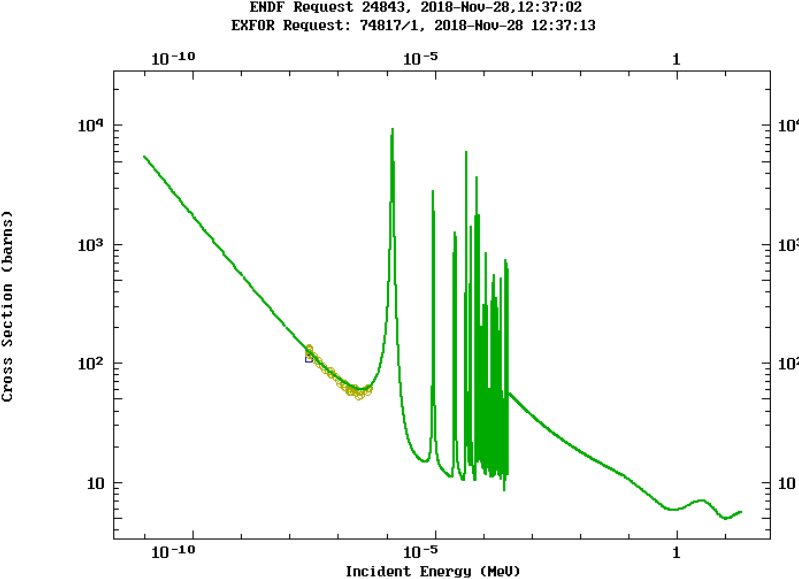 ENDF Request 24843, 2018-Nov-28,12:37:02
EXFOR Request: 74817/1, 2018-Nov-28 12:37:13
10-10 10-5 1
104 104
103 103
102 102
10 10
Cross Section (barns)
10-10 10-5 1
Incident Energy (MeV)